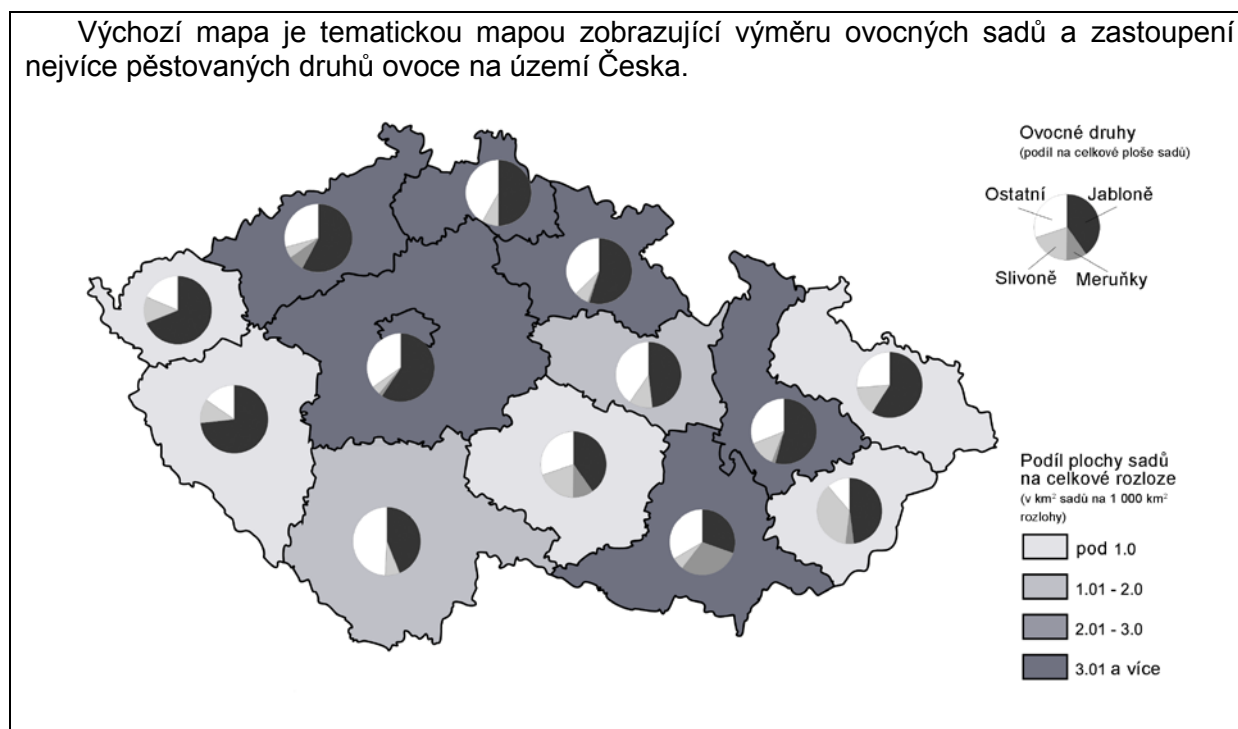 Výchozí mapa je tematickou mapou zobrazující výměru ovocných sadů a zastoupení
nejvíce pěstovaných druhů ovoce na území Česka.
Ovocné druhy
(podíl na celkové ploše sadů)
Ostatní
Jabloně
Slivoně
Meruňky
Podíl plochy sadů
na celkové rozloze
(v km² sadů na 1 000 km²
rozlohy)
pod 1.0
1.01 - 2.0
2.01 - 3.0
3.01 a více